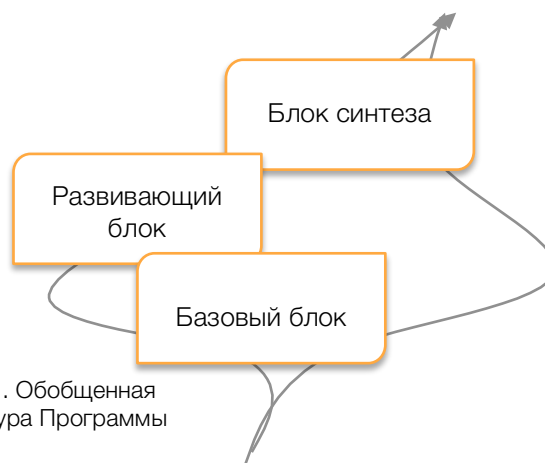 Блок синтеза
Развивающий
блок
Базовый блок
. Обобщенная
ура Программы